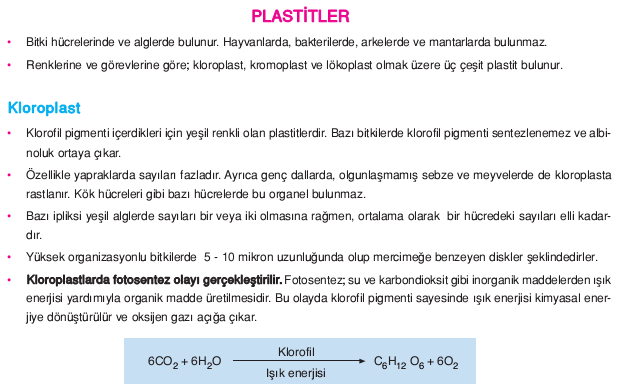 PLASTİTLER
• Bitki hücrelerinde ve alglerde bulunur. Hayvanlarda, bakterilerde, arkelerde ve mantarlarda bulunmaz.
• Renklerine ve görevlerine göre; kloroplast, kromoplast ve lökoplast olmak üzere üç çeşit plastit bulunur.
Kloroplast
• Klorofil pigmenti içerdikleri için yeşil renkli olan plastitlerdir. Bazı bitkilerde klorofil pigmenti sentezlenemez ve albi-
noluk ortaya çıkar.
• Özellikle yapraklarda sayıları fazladır. Ayrıca genç dallarda, olgunlaşmamış sebze ve meyvelerde de kloroplasta
rastlanır. Kök hücreleri gibi bazı hücrelerde bu organel bulunmaz.
• Bazı ipliksi yeşil alglerde sayıları bir veya iki olmasına rağmen, ortalama olarak bir hücredeki sayıları elli kadar-
dır.
• Yüksek organizasyonlu bitkilerde 5 - 10 mikron uzunluğunda olup mercimeğe benzeyen diskler şeklindedirler.
• Kloroplastlarda fotosentez olayı gerçekleştirilir. Fotosentez; su ve karbondioksit gibi inorganik maddelerden ışık
enerjisi yardımıyla organik madde üretilmesidir. Bu olayda klorofil pigmenti sayesinde ışık enerjisi kimyasal ener-
jiye dönüştürülür ve oksijen gazı açığa çıkar.
Klorofil
6CO₂ + 6H₂O ⟶ C₆H₁₂ O₆ + 6O₂
Işık enerjisi